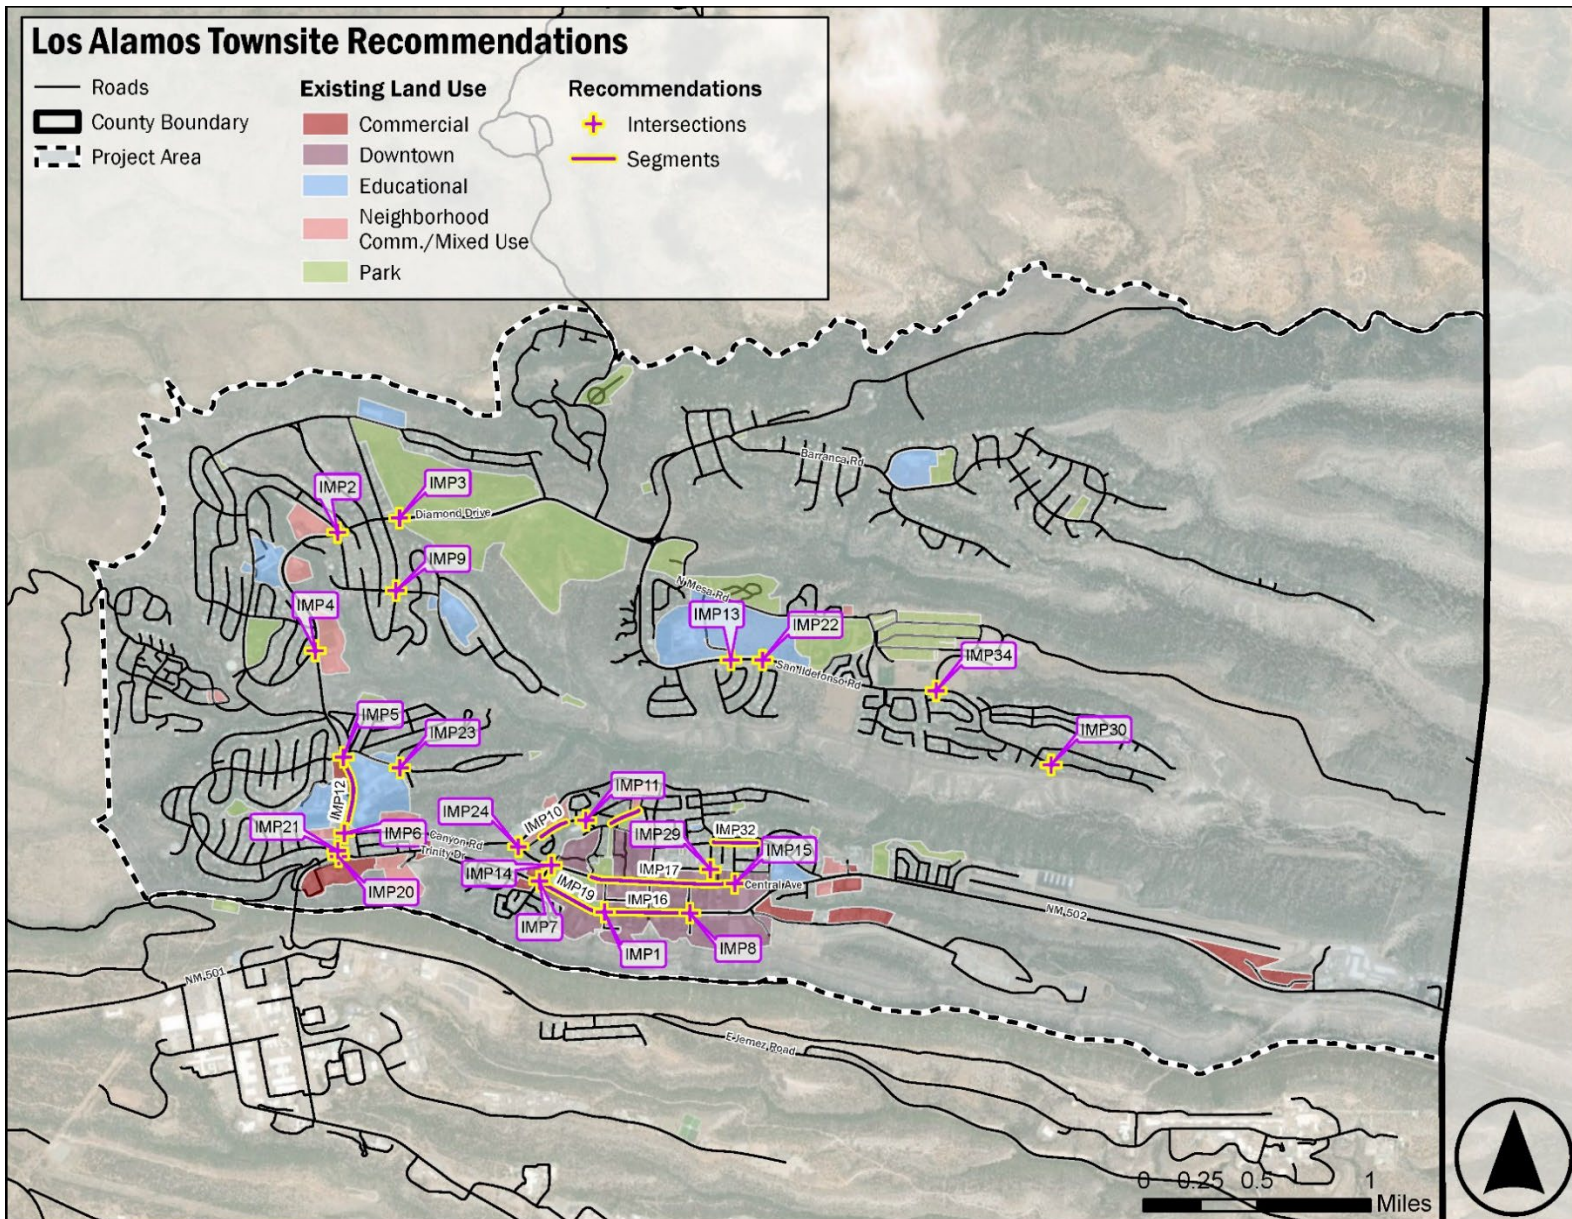 Los Alamos Townsite Recommendations
Roads
County Boundary
Project Area
Existing Land Use
Commercial
Downtown
Educational
Neighborhood
Comm./Mixed Use
Park
Recommendations
Intersections
Segments
Barranca Rd
IMP2
IMP3
Diamond Drive
IMP9
N Mesa Rd
IMP4
IMP13
IMP22
San Ildefonso Rd
IMP34
IMP5
IMP23
IMP30
IMP12
IMP11
IMP24
IMP10
IMP21
IMP6
Canyon Rd
Trinity Dr
IMP29
IMP32
IMP15
IMP14
IMP17
Central Ave
IMP20
IMP19
IMP16
IMP7
IMP1
IMP8
NM 502
NM 501
E Jemez Road
0 0.25 0.5 1
Miles